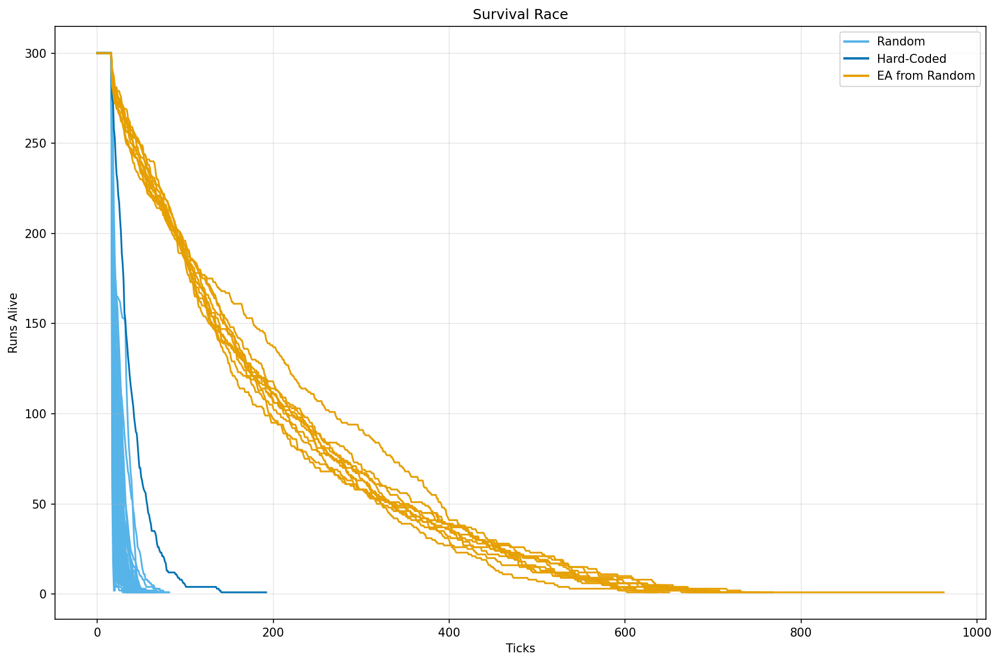 Survival Race
Random
Hard-Coded
EA from Random
300
250
200
150
100
50
0
Runs Alive
0 200 400 600 800 1000
Ticks